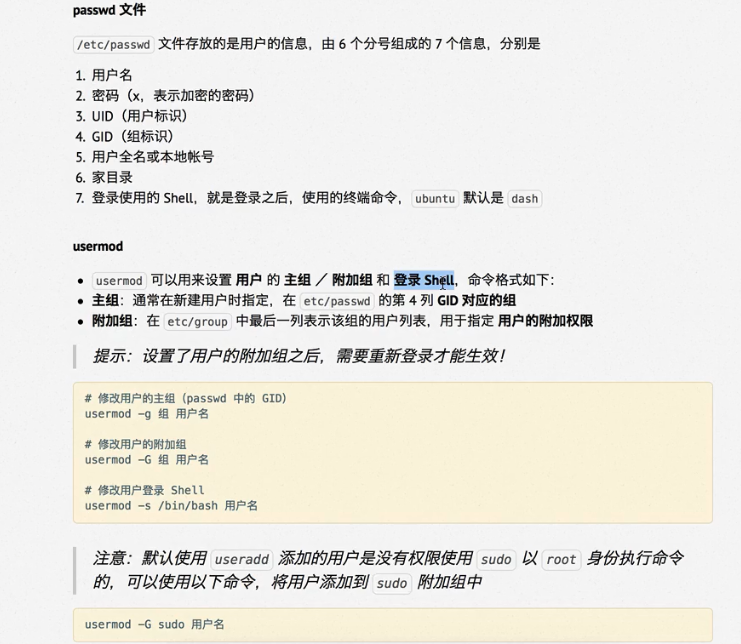 passwd 文件
/etc/passwd 文件存放的是用户的信息，由 6 个分号组成的 7 个信息，分别是
1. 用户名
2. 密码（x，表示加密的密码）
3. UID（用户标识）
4. GID（组标识）
5. 用户全名或本地帐号
6. 家目录
7. 登录使用的 Shell，就是登录之后，使用的终端命令，ubuntu 默认是 dash
usermod
• usermod 可以用来设置 用户 的 主组 ／ 附加组 和 登录 Shell，命令格式如下：
• 主组：通常在新建用户时指定，在 etc/passwd 的第 4 列 GID 对应的组
• 附加组：在 etc/group 中最后一列表示该组的用户列表，用于指定 用户的附加权限
提示：设置了用户的附加组之后，需要重新登录才能生效！
# 修改用户的主组（passwd 中的 GID）
usermod -g 组 用户名
# 修改用户的附加组
usermod -G 组 用户名
# 修改用户登录 Shell
usermod -s /bin/bash 用户名
注意：默认使用 useradd 添加的用户是没有权限使用 sudo 以 root 身份执行命令
的，可以使用以下命令，将用户添加到 sudo 附加组中
usermod -G sudo 用户名